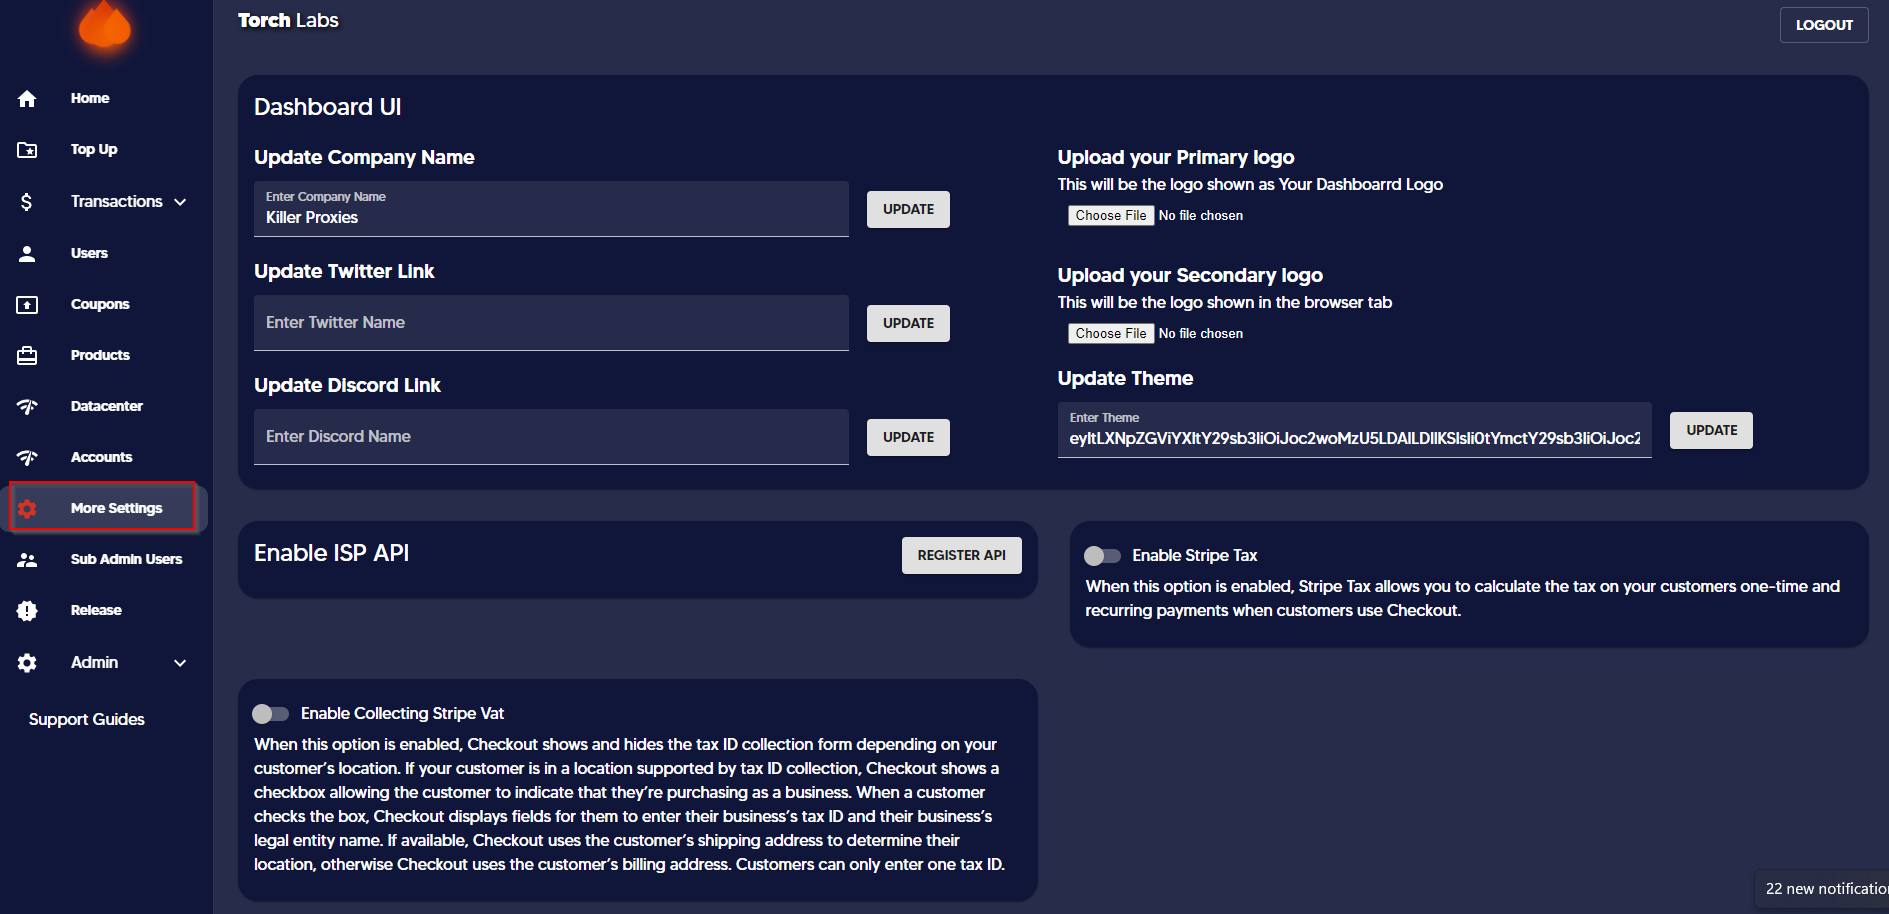 Torch Labs
LOGOUT
Home
Top Up
Transactions
Users
Coupons
Products
Datacenter
Accounts
More Settings
Sub Admin Users
Release
Admin
Support Guides
Dashboard UI
Update Company Name
Enter Company Name
Killer Proxies
UPDATE
Update Twitter Link
Enter Twitter Name
UPDATE
Update Discord Link
Enter Discord Name
UPDATE
Upload your Primary logo
This will be the logo shown as Your Dashboarrd Logo
Choose File No file chosen
Upload your Secondary logo
This will be the logo shown in the browser tab
Choose File No file chosen
Update Theme
Enter Theme
UPDATE
Enable ISP API
REGISTER API
Enable Stripe Tax
When this option is enabled, Stripe Tax allows you to calculate the tax on your customers one-time and
recurring payments when customers use Checkout.
Enable Collecting Stripe Vat
When this option is enabled, Checkout shows and hides the tax ID collection form depending on your
customer's location. If your customer is in a location supported by tax ID collection, Checkout shows a
checkbox allowing the customer to indicate that they're purchasing as a business. When a customer
checks the box, Checkout displays fields for them to enter their business's tax ID and their business's
legal entity name. If available, Checkout uses the customer's shipping address to determine their
location, otherwise Checkout uses the customer's billing address. Customers can only enter one tax ID.
22 new notificatio